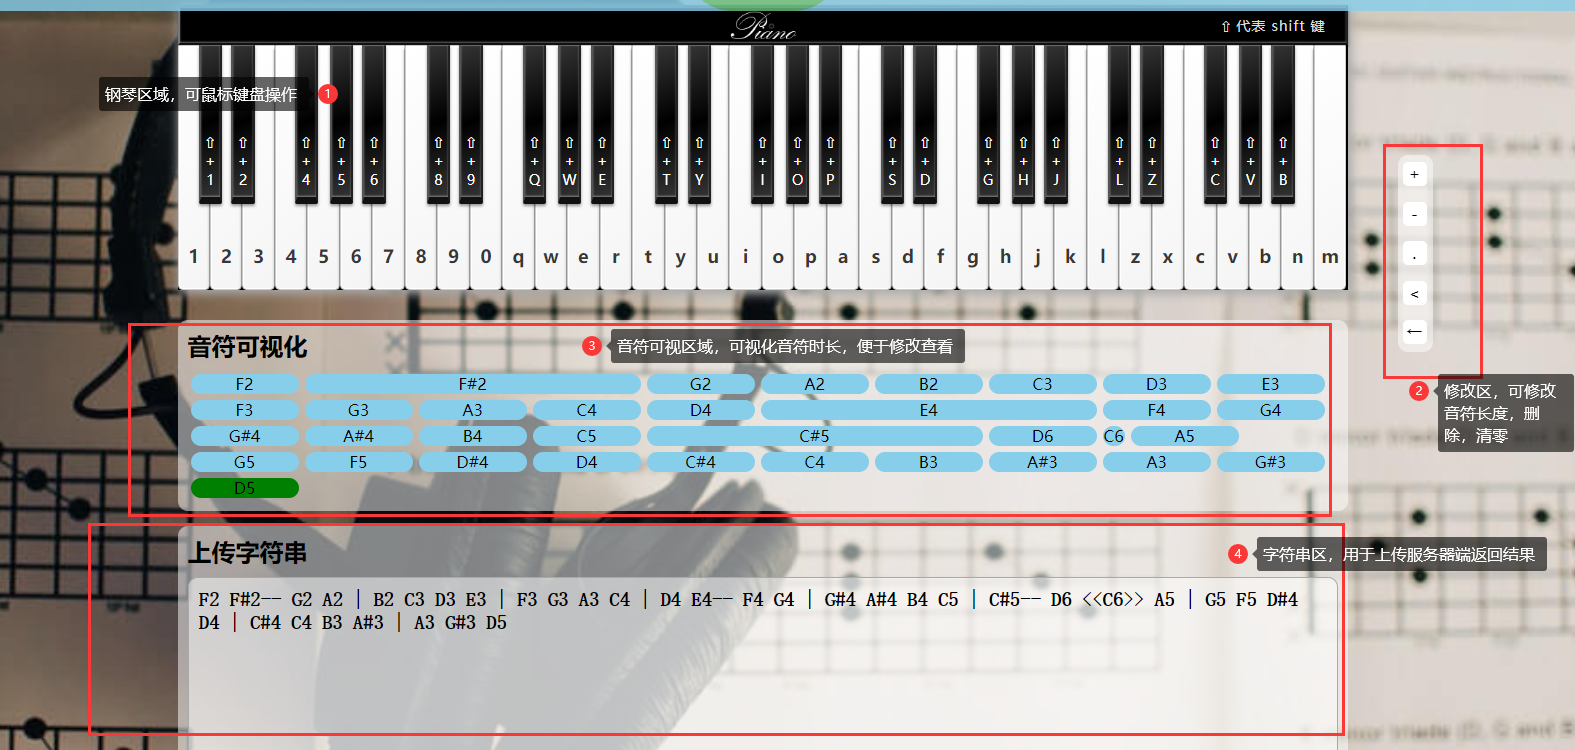 Piano
⇧ 代表 shift 键
钢琴区域，可鼠标键盘操作
1
⇧+1 ⇧+2 ⇧+4 ⇧+5 ⇧+6 ⇧+8 ⇧+9 ⇧+Q ⇧+W ⇧+E ⇧+T ⇧+Y ⇧+I ⇧+O ⇧+P ⇧+S ⇧+D ⇧+G ⇧+H ⇧+J ⇧+L ⇧+Z ⇧+C ⇧+V ⇧+B
1 2 3 4 5 6 7 8 9 0 q w e r t y u i o p a s d f g h j k l z x c v b n m
+
-
.
<
←
2
修改区，可修改
音符长度，删
除，清零
音符可视化
3
音符可视区域，可视化音符时长，便于修改查看
F2 F#2 G2 A2 B2 C3 D3 E3
F3 G3 A3 C4 D4 E4 F4 G4
G#4 A#4 B4 C5 C#5 D6 C6 A5
G5 F5 D#4 D4 C#4 C4 B3 A#3 A3 G#3
D5
上传字符串
4
字符串区，用于上传服务器端返回结果
F2 F#2-- G2 A2 | B2 C3 D3 E3 | F3 G3 A3 C4 | D4 E4-- F4 G4 | G#4 A#4 B4 C5 | C#5-- D6 <<C6>> A5 | G5 F5 D#4
D4 | C#4 C4 B3 A#3 | A3 G#3 D5